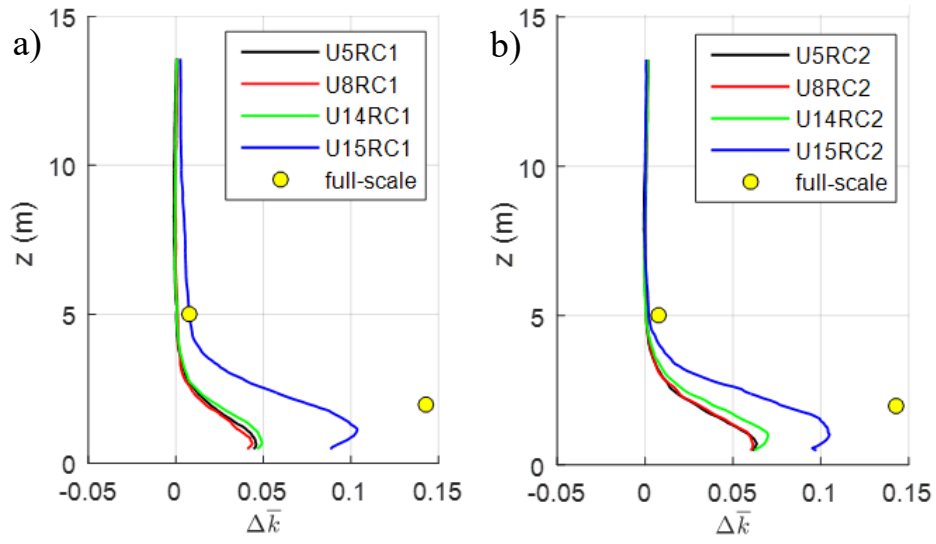 a)
15
10
5
0
z (m)
-0.05
0
0.05
0.1
0.15
Δk̅
U5RC1
U8RC1
U14RC1
U15RC1
full-scale
b)
15
10
5
0
z (m)
-0.05
0
0.05
0.1
0.15
Δk̅
U5RC2
U8RC2
U14RC2
U15RC2
full-scale